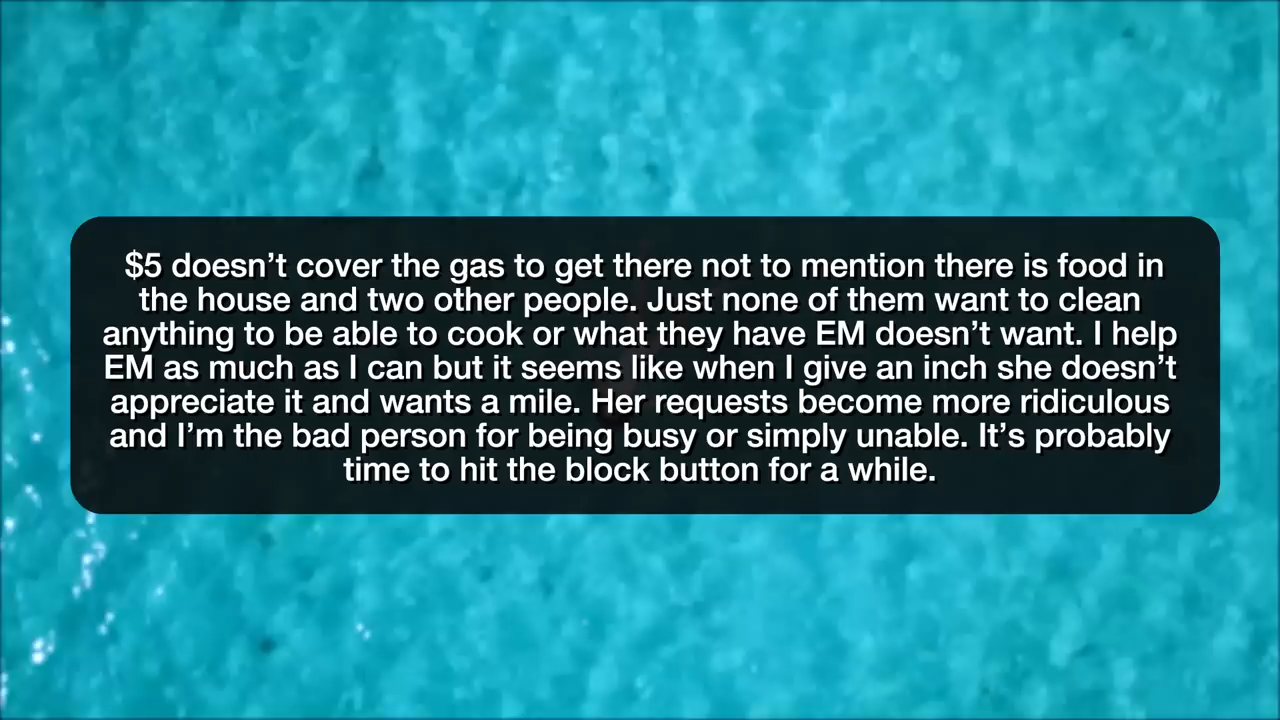 $5 doesn’t cover the gas to get there not to mention there is food in
the house and two other people. Just none of them want to clean
anything to be able to cook or what they have EM doesn’t want. I help
EM as much as I can but it seems like when I give an inch she doesn’t
appreciate it and wants a mile. Her requests become more ridiculous
and I’m the bad person for being busy or simply unable. It’s probably
time to hit the block button for a while.